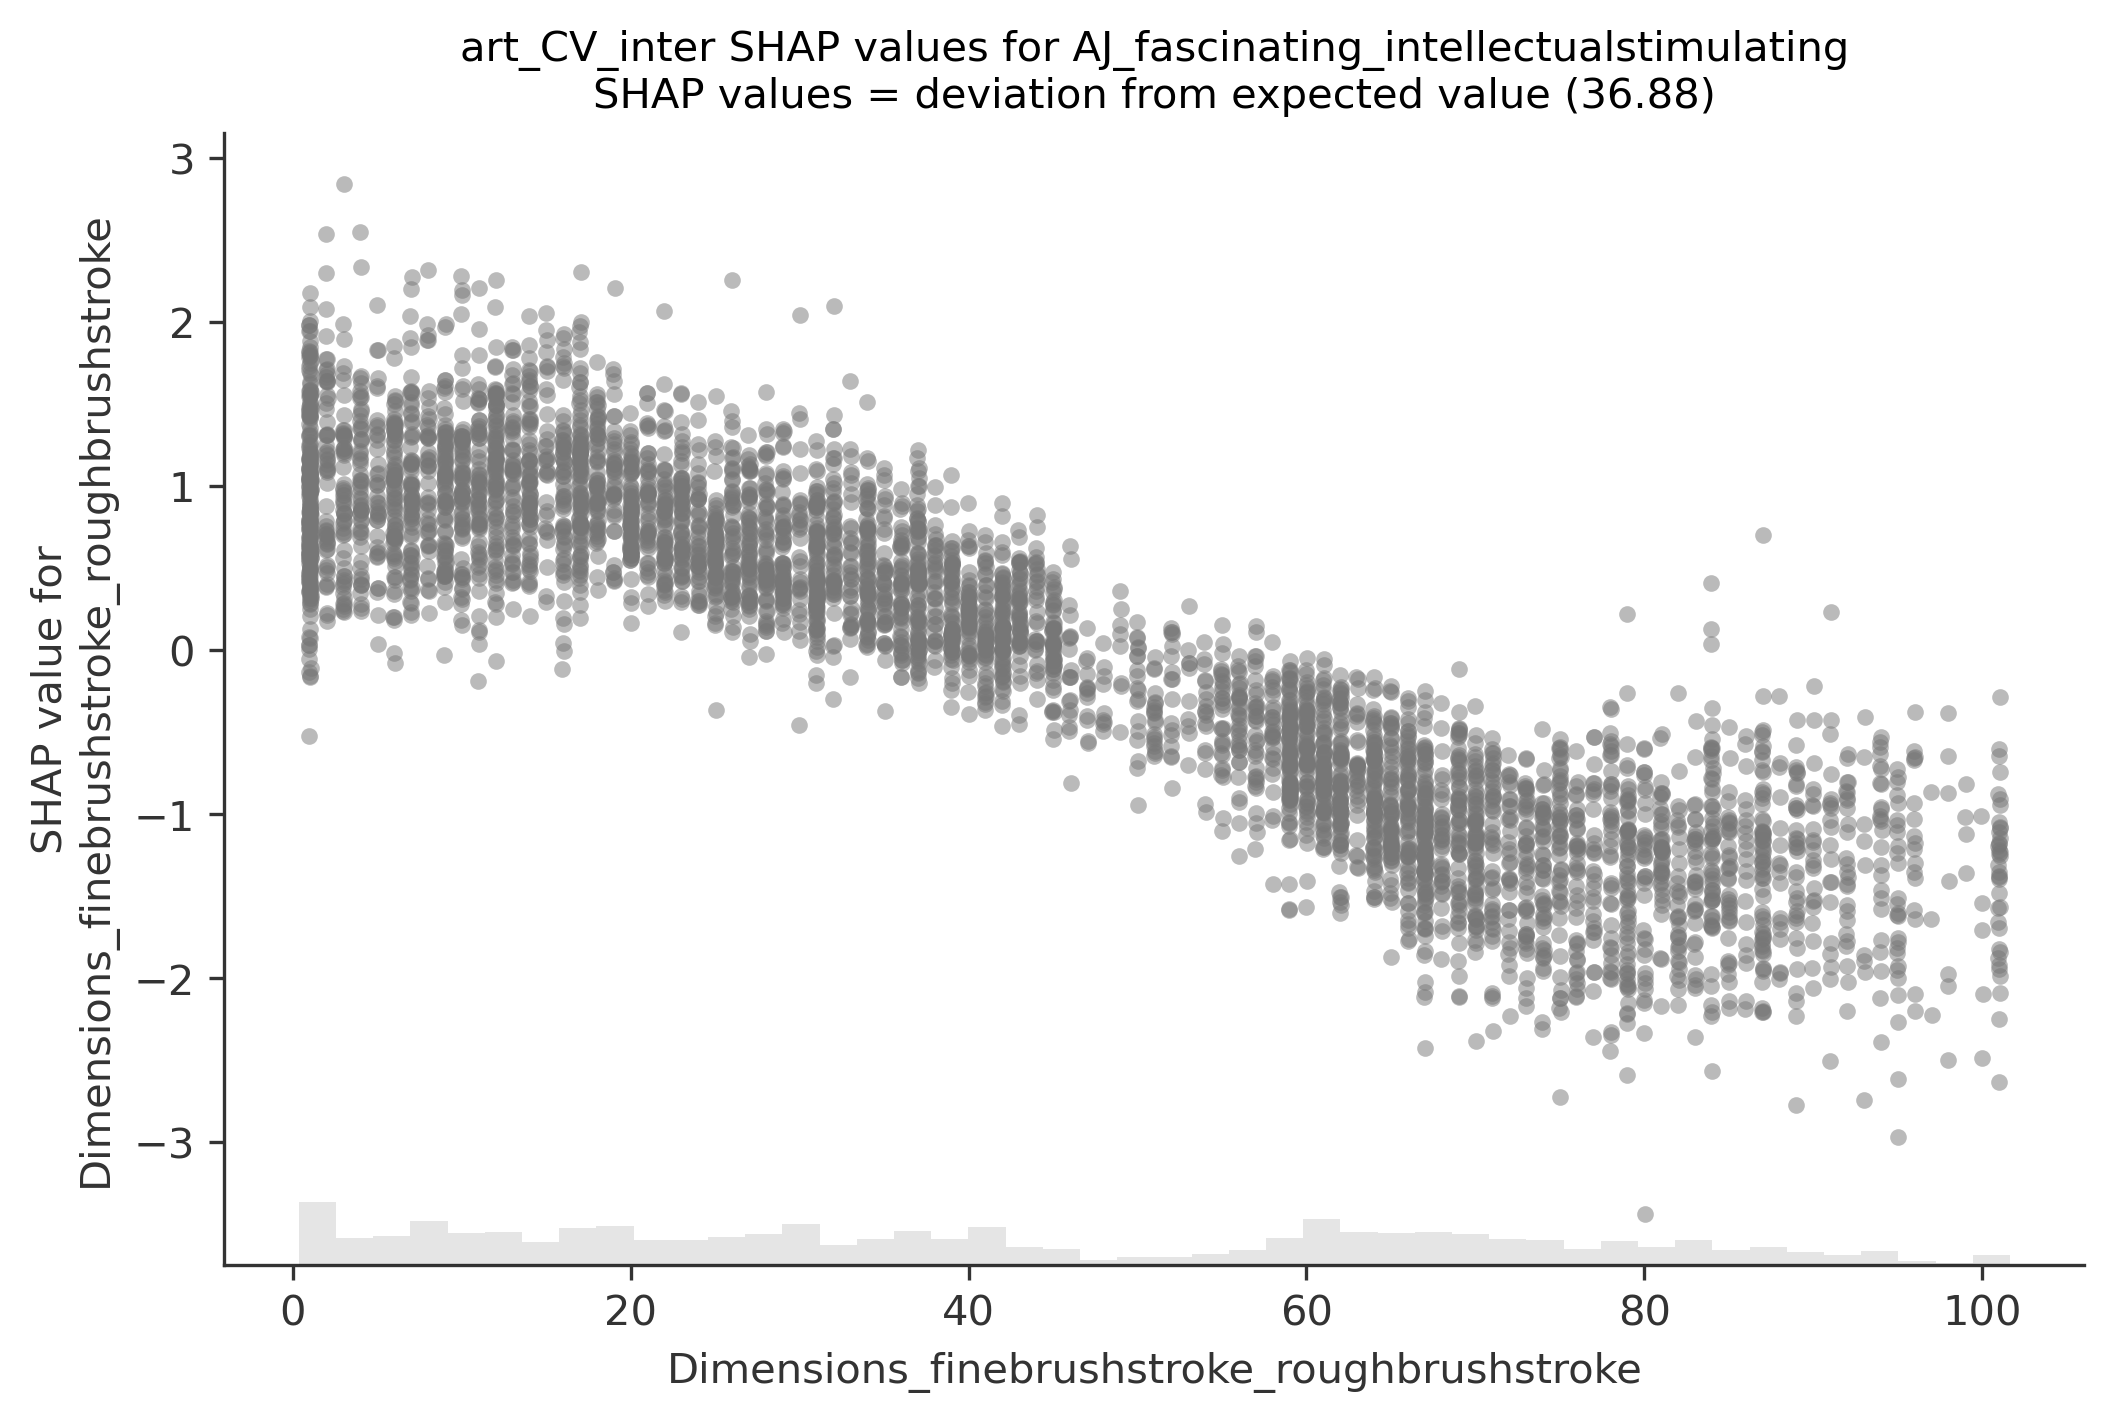 art_CV_inter SHAP values for AJ_fascinating_intellectualstimulating
SHAP values = deviation from expected value (36.88)
SHAP value for
Dimensions_finebrushstroke_roughbrushstroke
3
2
1
0
−1
−2
−3
0
20
40
60
80
100
Dimensions_finebrushstroke_roughbrushstroke